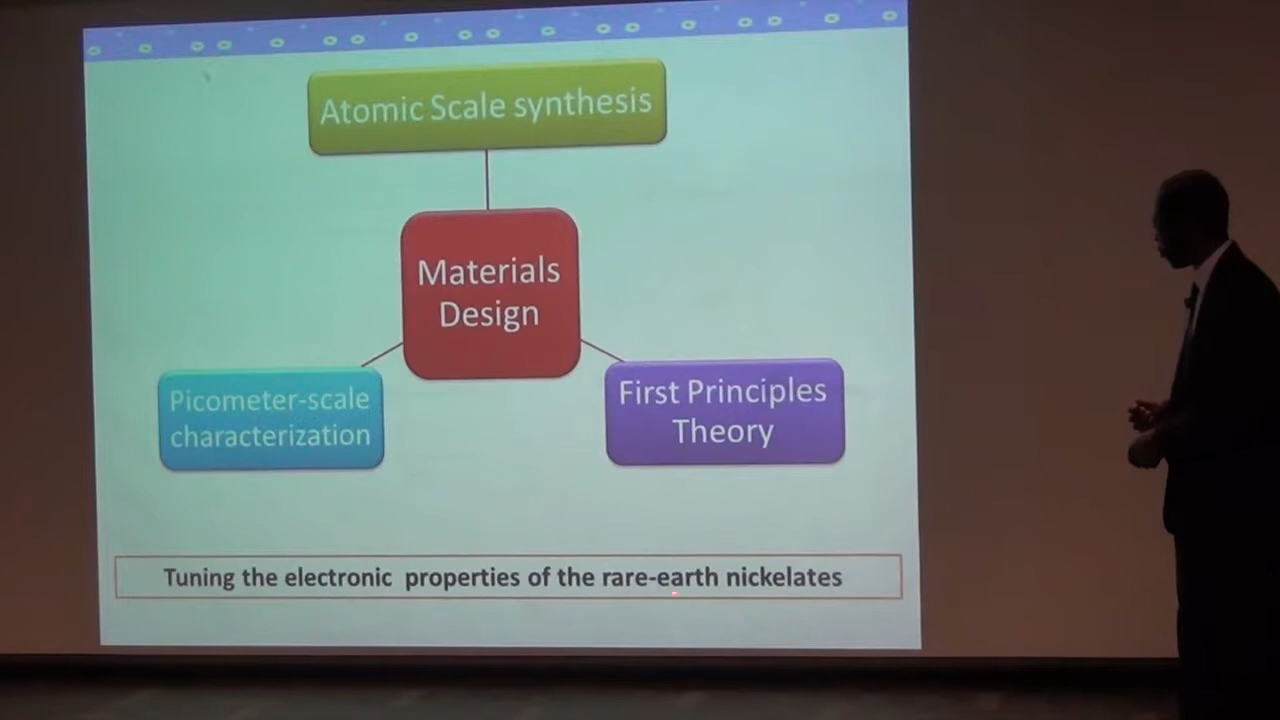 Atomic Scale synthesis
Materials
Design
Picometer-scale
characterization
First Principles
Theory
Tuning the electronic properties of the rare-earth nickelates